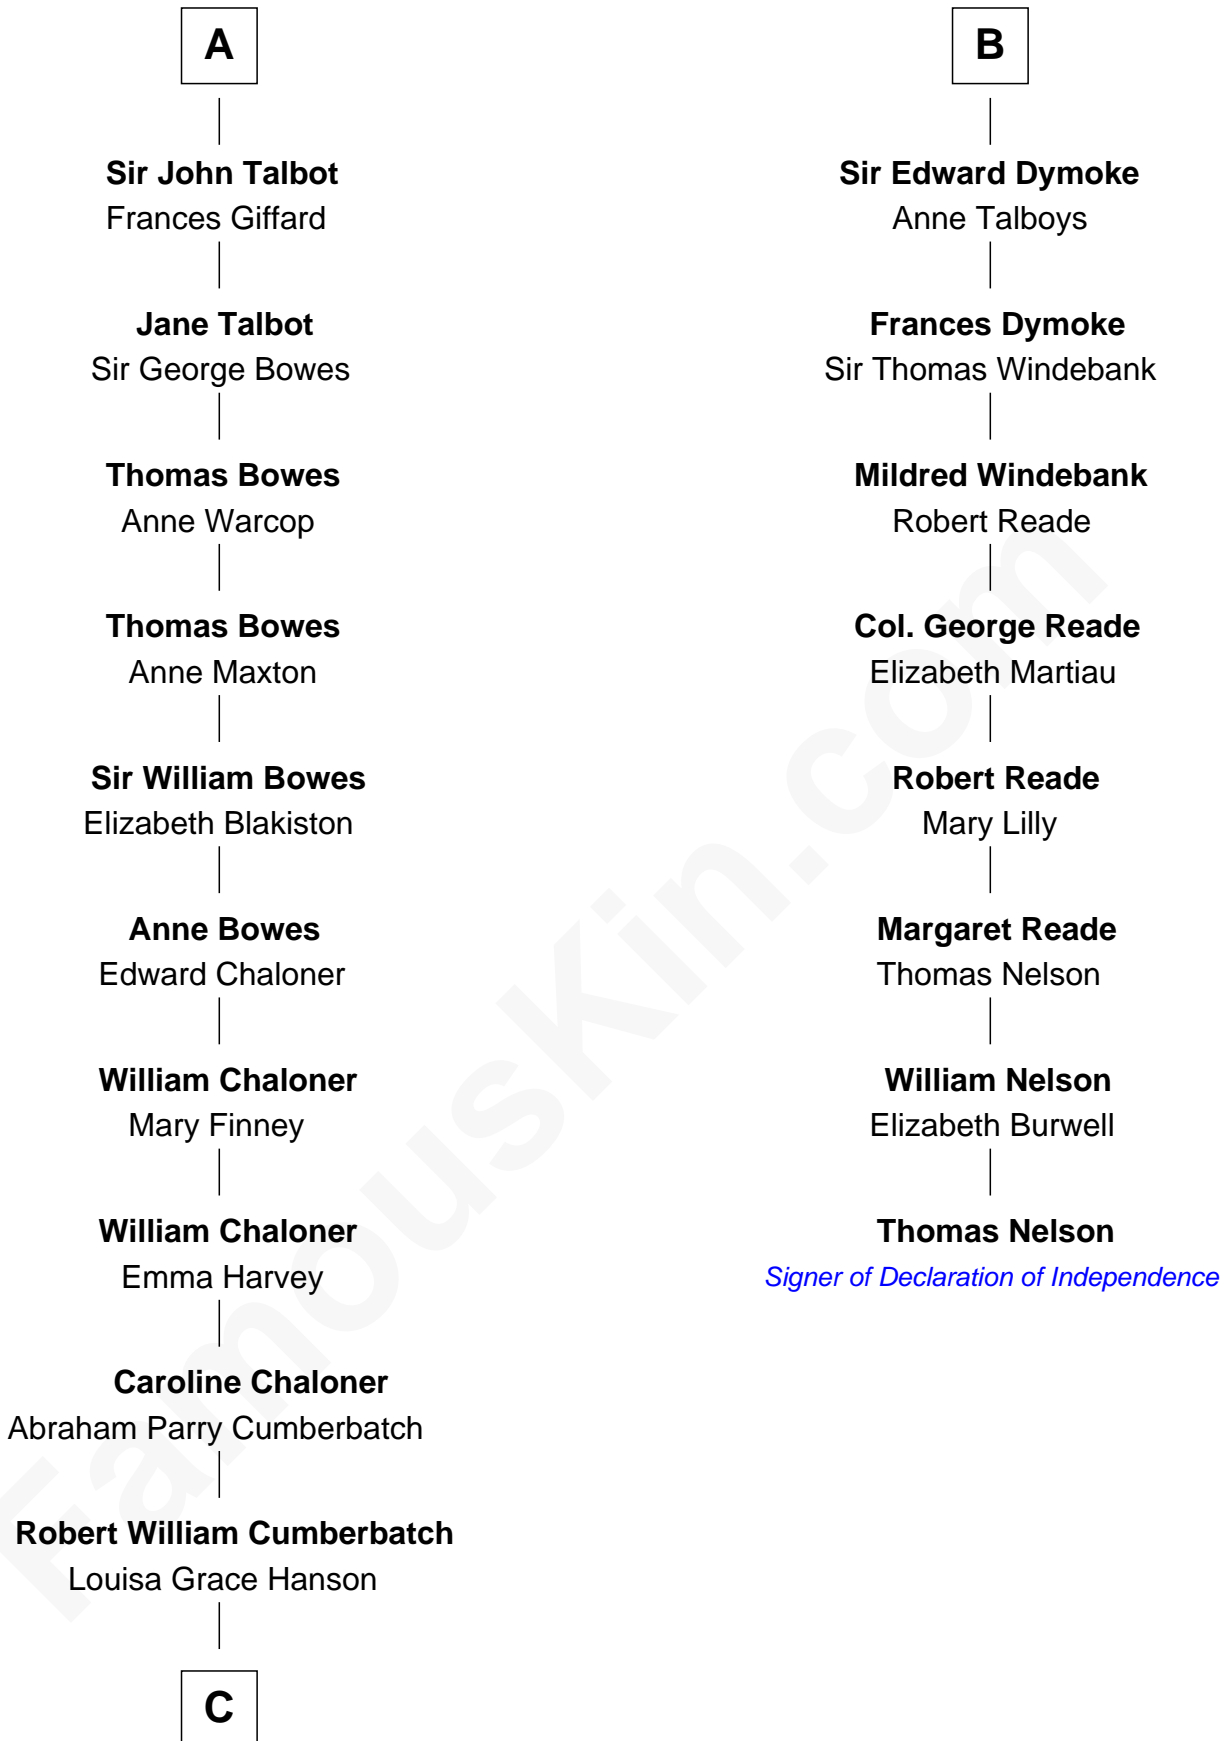 A
Sir John Talbot
Frances Giffard
Jane Talbot
Sir George Bowes
Thomas Bowes
Anne Warcop
Thomas Bowes
Anne Maxton
Sir William Bowes
Elizabeth Blakiston
Anne Bowes
Edward Chaloner
William Chaloner
Mary Finney
William Chaloner
Emma Harvey
Caroline Chaloner
Abraham Parry Cumberbatch
Robert William Cumberbatch
Louisa Grace Hanson
C
B
Sir Edward Dymoke
Anne Talboys
Frances Dymoke
Sir Thomas Windebank
Mildred Windebank
Robert Reade
Col. George Reade
Elizabeth Martiau
Robert Reade
Mary Lilly
Margaret Reade
Thomas Nelson
William Nelson
Elizabeth Burwell
Thomas Nelson
Signer of Declaration of Independence
FamousKin.com